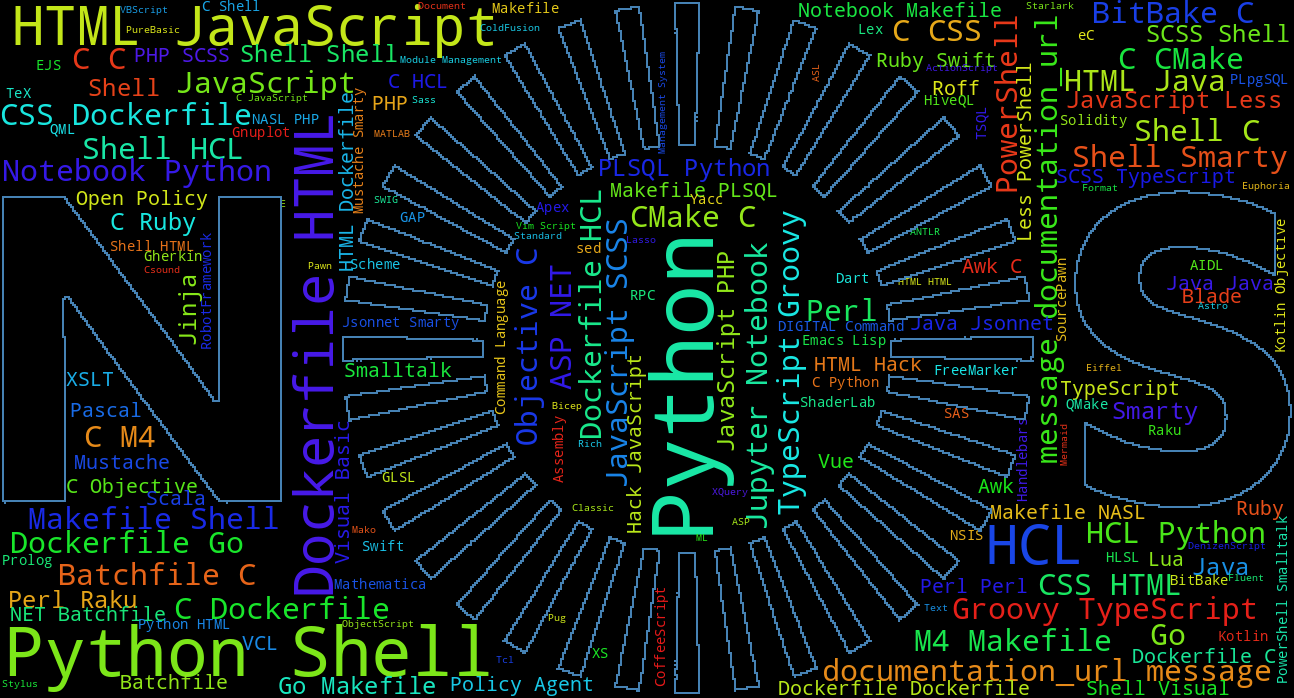 HTML JavaScript
VBScript
C Shell
Document
Makefile
PureBasic
ColdFusion
EJS
C C
PHP SCSS
Shell Shell
Module Management
Shell
JavaScript
C HCL
TeX
C JavaScript
PHP
Sass
CSS Dockerfile
NASL PHP
QML
Gnuplot
MATLAB
Shell HCL
Notebook Python
Open Policy
C Ruby
Shell HTML
Gherkin
Csound
Robotframework
Jinja
XSLT
Pascal
C M4
Mustache
C Objective
Scala
Makefile Shell
Dockerfile Go
Prolog
Batchfile C
Perl Raku
NET Batchfile
C Dockerfile
Python HTML
ObjectScript
VCL
Python Shell
Stylus
Batchfile
Go Makefile
Policy Agent
Dockerfile HTML
HTML Dockerfile
Mustache Smarty
SWIG
GAP
Pawn
Scheme
Jsonnet Smarty
Smalltalk
Visual Basic
GLSL
Mako
Swift
Mathematica
Tcl
Pug
XS
CoffeeScript
Command Language
Vim Script
Standard
Apex
Objective C
ASP NET
sed
Lasso
Bicep
Assembly
Rich
Classic
Management System
PLSQL Python
Makefile PLSQL
Yacc
CMake C
Dockerfile HCL
JavaScript SCSS
RPC
Hack JavaScript
Python
JavaScript PHP
Jupyter Notebook
TypeScript Groovy
XQuery
ASP
ML
Notebook Makefile
Starlark
BitBake C
Lex
C CSS
eC
SCSS Shell
Ruby Swift
ActionScript
ASL
C CMake
Roff
HiveQL
TSQL
PowerShell
Less PowerShell
message documentation_url
HTML Java
PLpgSQL
JavaScript Less
Solidity
Shell C
Shell Smarty
SCSS TypeScript
Format
Euphoria
ANTLR
Awk C
Dart
HTML HTML
Perl
DIGITAL Command
Java Jsonnet
Emacs Lisp
HTML Hack
FreeMarker
C Python
ShaderLab
SAS
Vue
Awk
Handlebars
SourcePawn
AIDL
Java Java
Blade
Astro
Kotlin Objective
Eiffel
TypeScript
QMake
Smarty
Raku
Mermaid
Makefile NASL
Ruby
NSIS
HCL
HCL Python
DenizenScript
HLSL
Lua
Java
BitBake
Fluent
Perl Perl
CSS HTML
Text
Groovy TypeScript
PowerShell Smalltalk
M4 Makefile
Go
Kotlin
Dockerfile C
documentation_url message
Dockerfile Dockerfile
Shell Visual